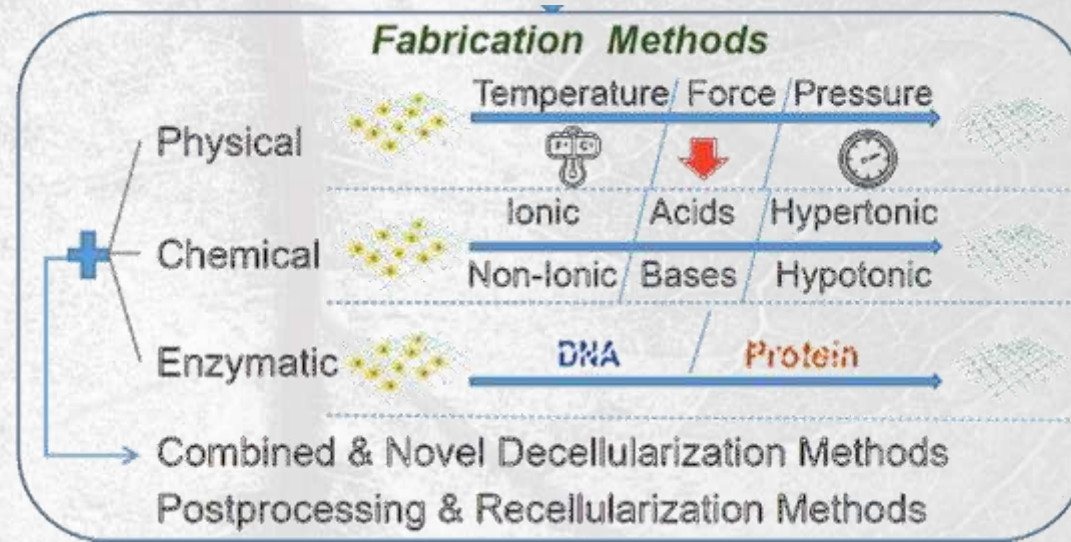 Fabrication Methods
Temperature / Force / Pressure
Physical
Ionic / Acids / Hypertonic
Chemical
Non-Ionic / Bases / Hypotonic
Enzymatic
DNA / Protein
Combined & Novel Decellularization Methods
Postprocessing & Recellularization Methods